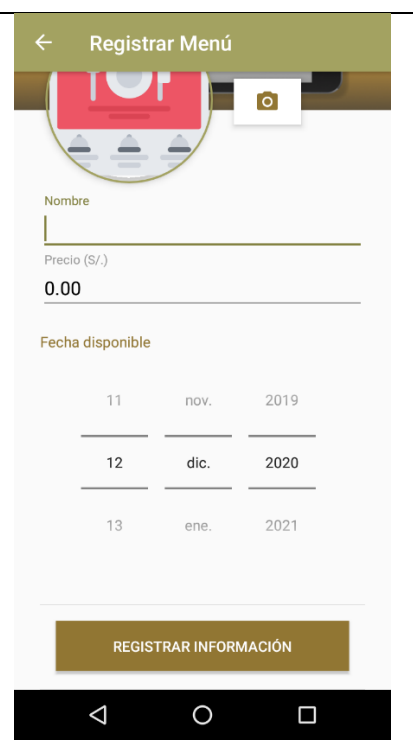 Registrar Menú
Nombre
Precio (S/.)
0.00
Fecha disponible
11 nov. 2019
12 dic. 2020
13 ene. 2021
REGISTRAR INFORMACIÓN